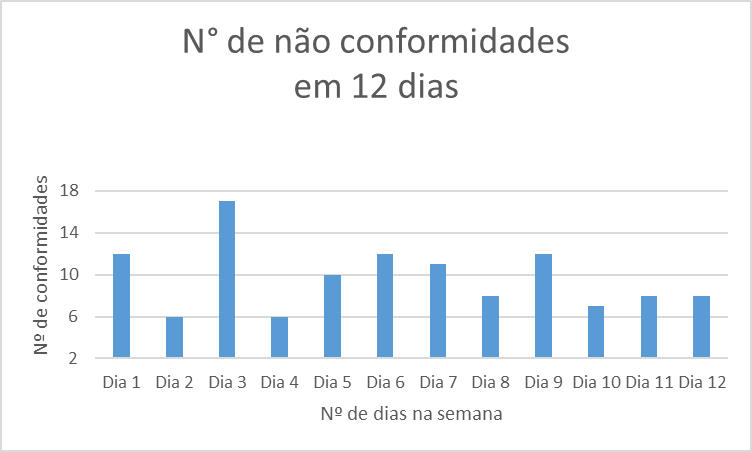 N° de não conformidades
em 12 dias
Nº de conformidades
18
14
10
6
2
Dia 1 Dia 2 Dia 3 Dia 4 Dia 5 Dia 6 Dia 7 Dia 8 Dia 9 Dia 10 Dia 11 Dia 12
Nº de dias na semana